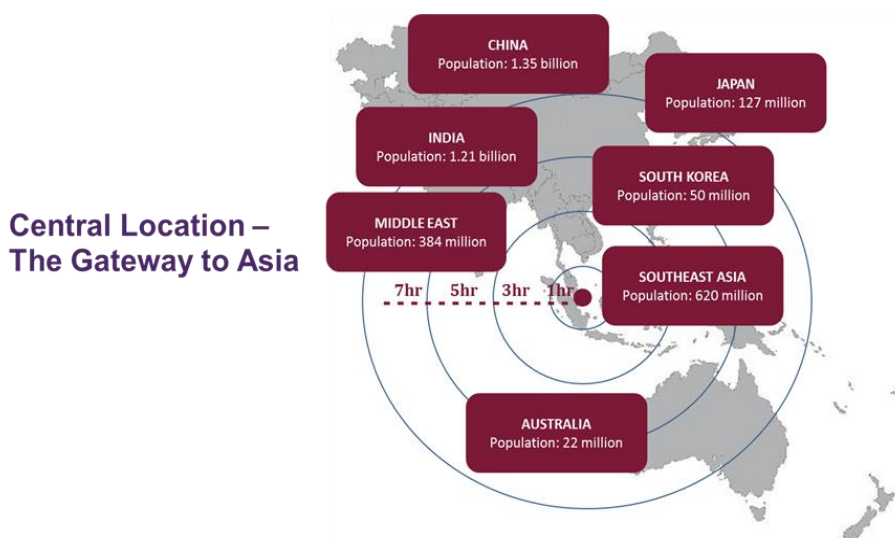 Central Location –
The Gateway to Asia
CHINA
Population: 1.35 billion
JAPAN
Population: 127 million
INDIA
Population: 1.21 billion
SOUTH KOREA
Population: 50 million
MIDDLE EAST
Population: 384 million
SOUTHEAST ASIA
Population: 620 million
7hr 5hr 3hr 1hr
AUSTRALIA
Population: 22 million